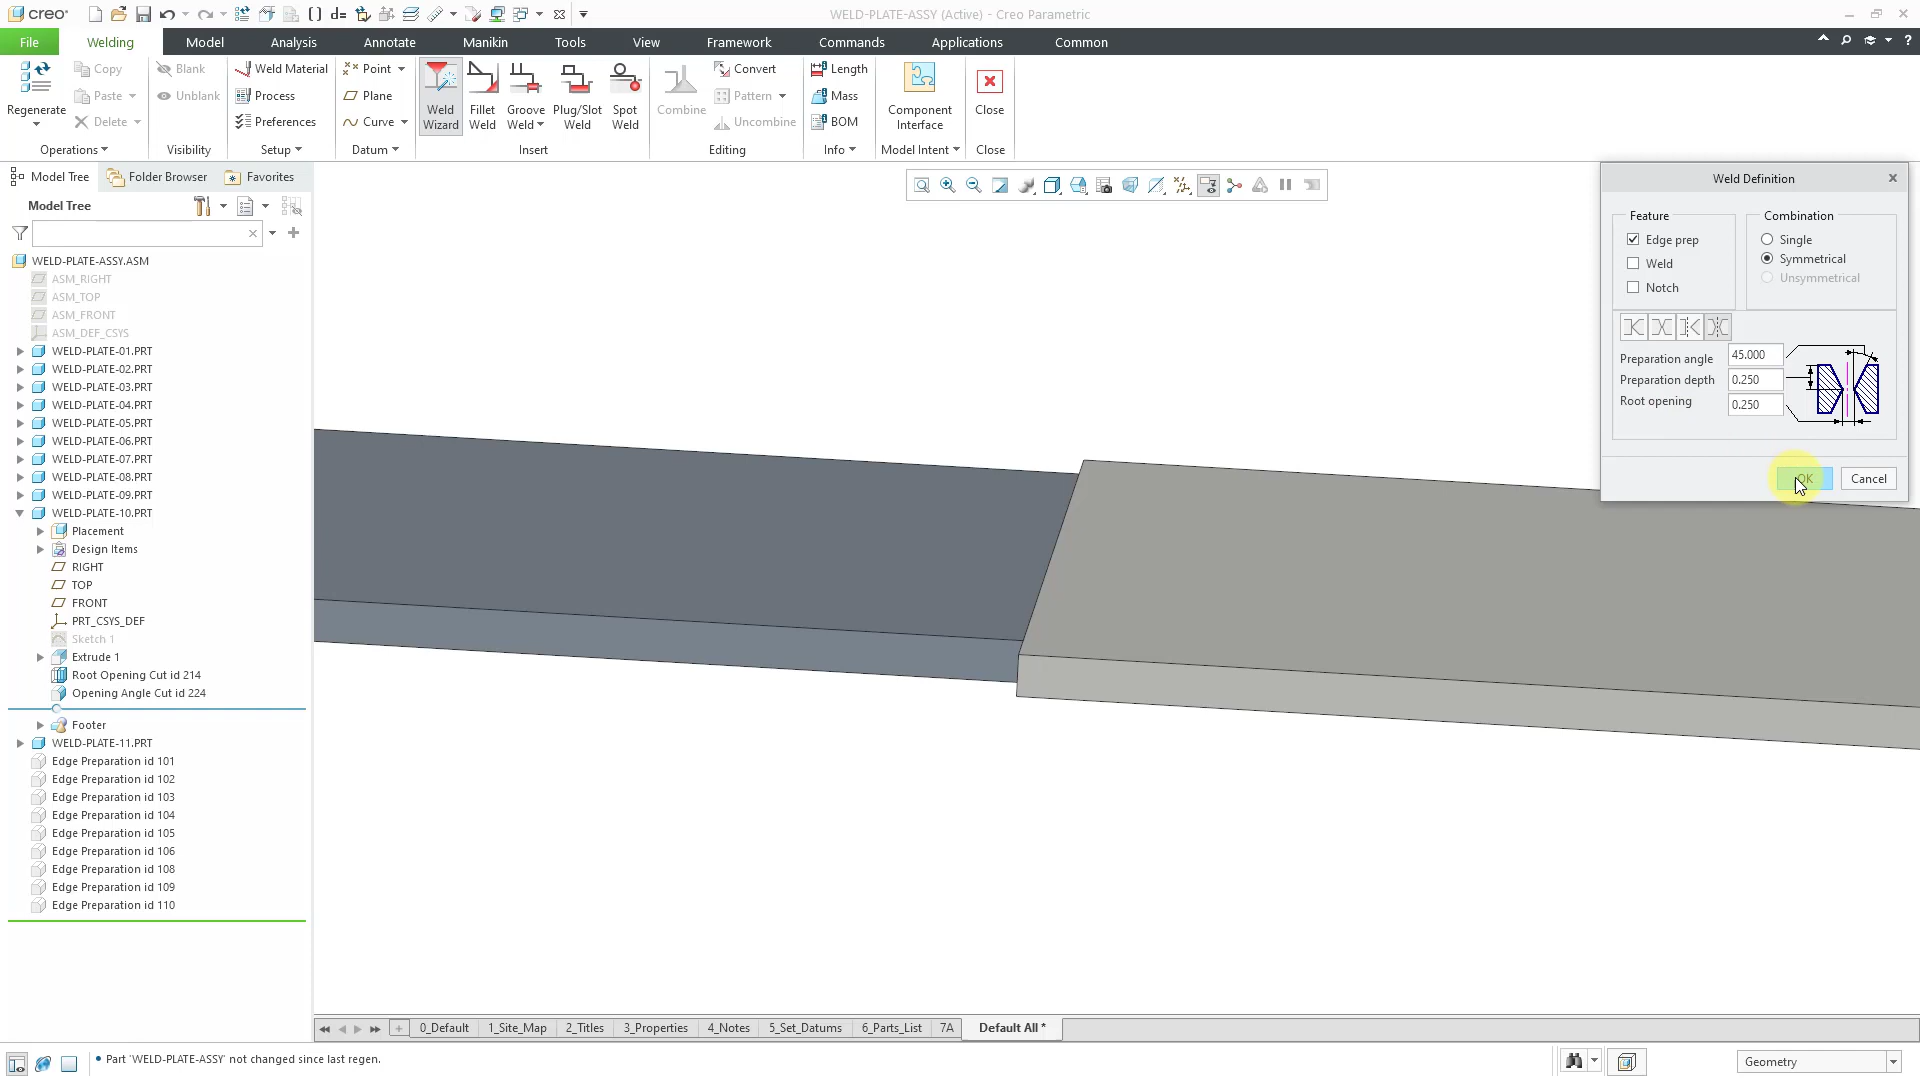 creo
WELD-PLATE-ASSY (Active) - Creo Parametric
File
Welding
Model
Analysis
Annotate
Manikin
Tools
View
Framework
Commands
Applications
Common
Regenerate
Copy
Paste
Delete
Operations
Blank
Unblank
Visibility
Weld Material
Process
Preferences
Setup
Point
Plane
Curve
Datum
Weld Wizard
Fillet Weld
Groove Weld
Plug/Slot Weld
Spot Weld
Insert
Combine
Convert
Pattern
Uncombine
Editing
Length
Mass
BOM
Info
Component Interface
Model Intent
Close
Close
Model Tree
Folder Browser
Favorites
Model Tree
WELD-PLATE-ASSY.ASM
ASM_RIGHT
ASM_TOP
ASM_FRONT
ASM_DEF_CSYS
WELD-PLATE-01.PRT
WELD-PLATE-02.PRT
WELD-PLATE-03.PRT
WELD-PLATE-04.PRT
WELD-PLATE-05.PRT
WELD-PLATE-06.PRT
WELD-PLATE-07.PRT
WELD-PLATE-08.PRT
WELD-PLATE-09.PRT
WELD-PLATE-10.PRT
Placement
Design Items
RIGHT
TOP
FRONT
PRT_CSYS_DEF
Sketch 1
Extrude 1
Root Opening Cut id 214
Opening Angle Cut id 224
Footer
WELD-PLATE-11.PRT
Edge Preparation id 101
Edge Preparation id 102
Edge Preparation id 103
Edge Preparation id 104
Edge Preparation id 105
Edge Preparation id 106
Edge Preparation id 108
Edge Preparation id 109
Edge Preparation id 110
Weld Definition
Feature
Edge prep
Weld
Notch
Combination
Single
Symmetrical
Unsymmetrical
Preparation angle 45.000
Preparation depth 0.250
Root opening 0.250
OK
Cancel
0_Default
1_Site_Map
2_Titles
3_Properties
4_Notes
5_Set_Datums
6_Parts_List
7A
Default All *
Part 'WELD-PLATE-ASSY' not changed since last regen.
Geometry